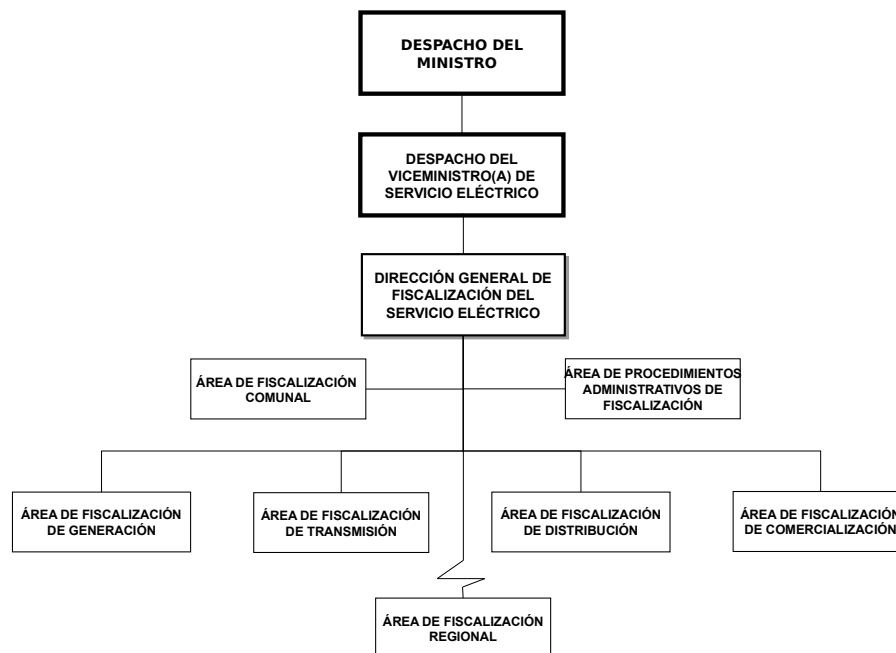 DESPACHO DEL
MINISTRO
DESPACHO DEL
VICEMINISTRO(A) DE
SERVICIO ELÉCTRICO
DIRECCIÓN GENERAL DE
FISCALIZACIÓN DEL
SERVICIO ELÉCTRICO
ÁREA DE FISCALIZACIÓN
COMUNAL
ÁREA DE PROCEDIMIENTOS
ADMINISTRATIVOS DE
FISCALIZACIÓN
ÁREA DE FISCALIZACIÓN
DE GENERACIÓN
ÁREA DE FISCALIZACIÓN
DE TRANSMISIÓN
ÁREA DE FISCALIZACIÓN
DE DISTRIBUCIÓN
ÁREA DE FISCALIZACIÓN
DE COMERCIALIZACIÓN
ÁREA DE FISCALIZACIÓN
REGIONAL